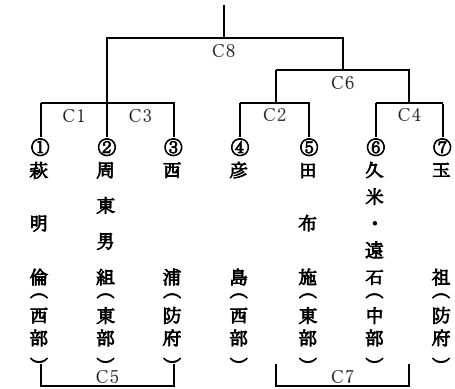 C8
C6
C1
C3
C2
C4
①萩明倫（西部）
②周東男組（東部）
③西浦（防府）
④彦島（西部）
⑤田布施（東部）
⑥久米・遠石（中部）
⑦玉祖（防府）
C5
C7